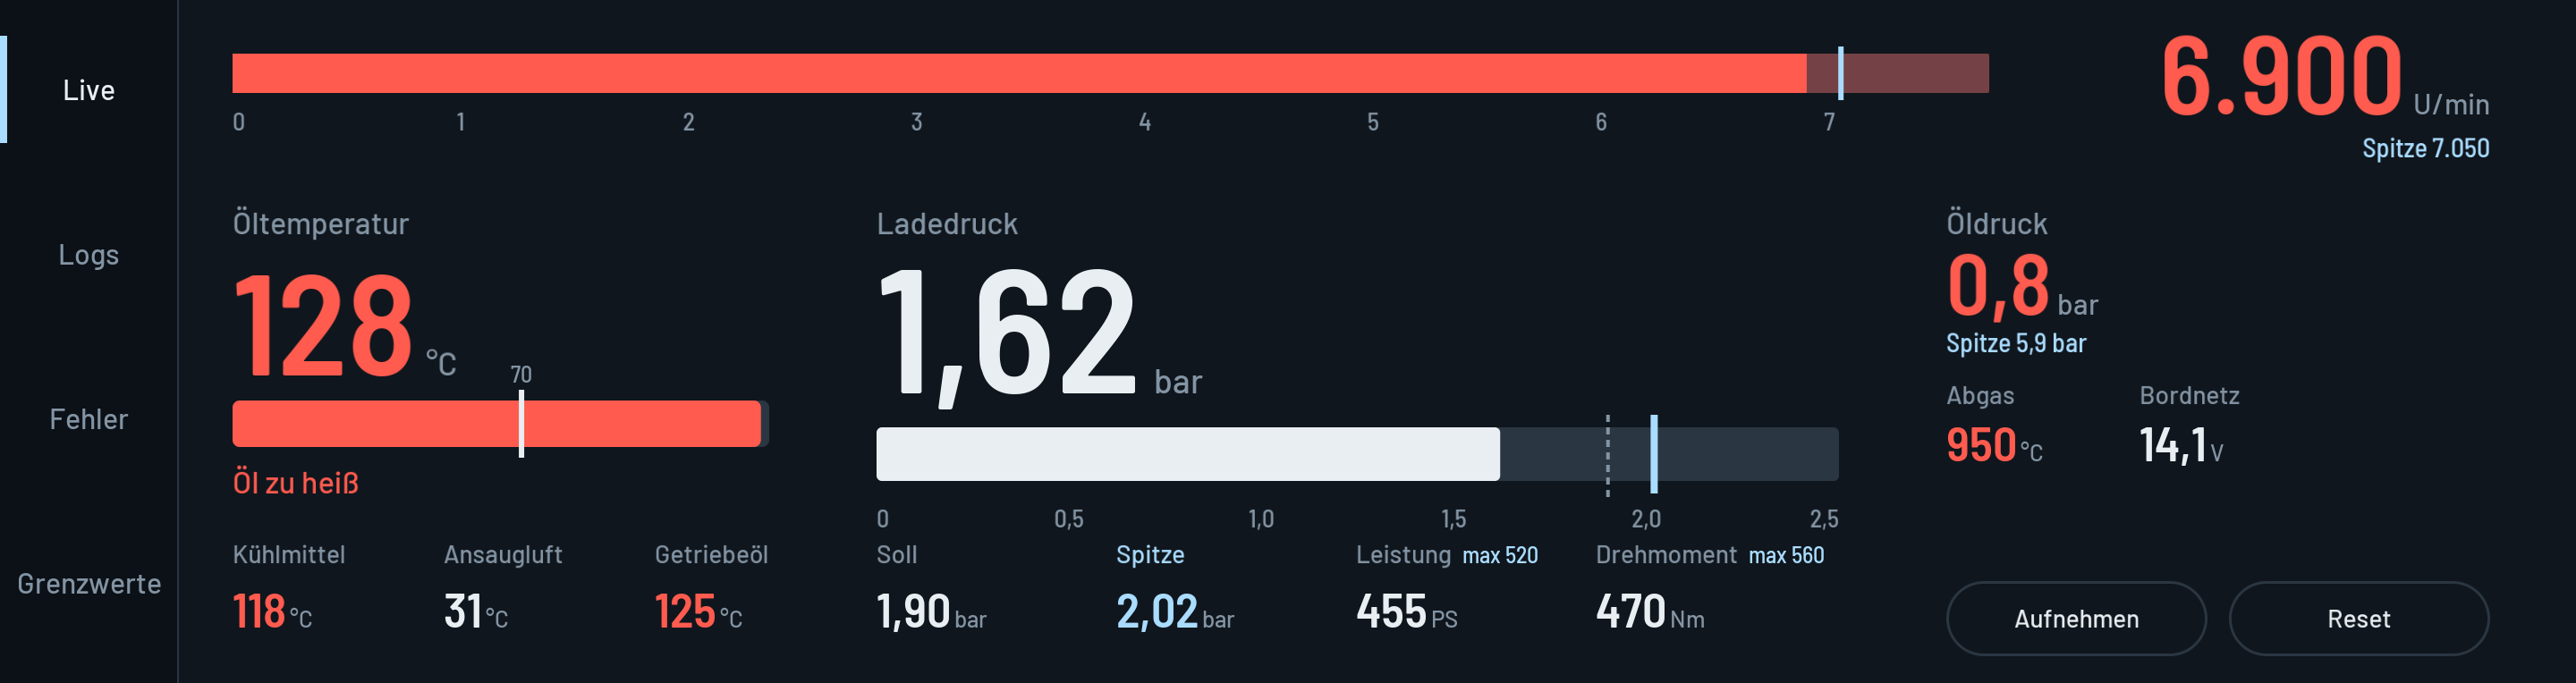 Live
Logs
Fehler
Grenzwerte
0 1 2 3 4 5 6 7
6.900 U/min
Spitze 7.050
Öltemperatur
128 °C
70
Öl zu heiß
Kühlmittel Ansaugluft Getriebeöl
118 °C 31 °C 125 °C
Ladedruck
1,62 bar
0 0,5 1,0 1,5 2,0 2,5
Soll Spitze Leistung max 520 Drehmoment max 560
1,90 bar 2,02 bar 455 PS 470 Nm
Öldruck
0,8 bar
Spitze 5,9 bar
Abgas Bordnetz
950 °C 14,1 V
Aufnehmen Reset